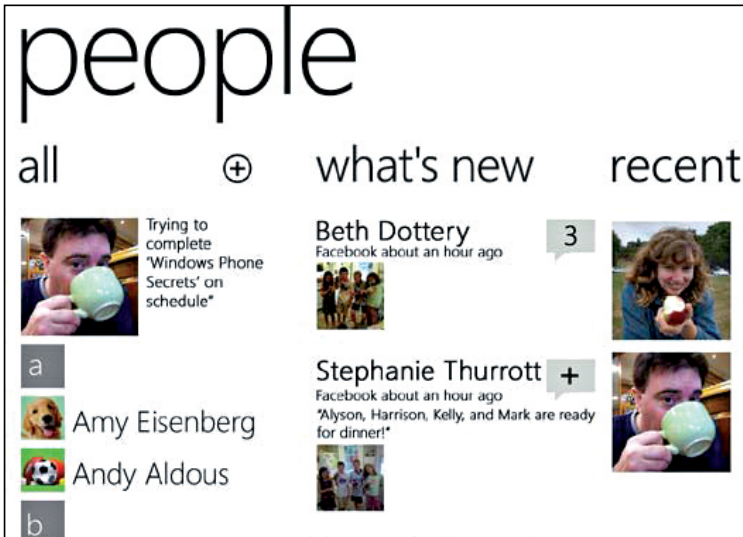 people
all
Trying to
complete
'Windows Phone
Secrets' on
schedule"
a
Amy Eisenberg
Andy Aldous
b
what's new
Beth Dottery
3
Facebook about an hour ago
Stephanie Thurrott
+
Facebook about an hour ago
"Alyson, Harrison, Kelly, and Mark are ready
for dinner!"
recent